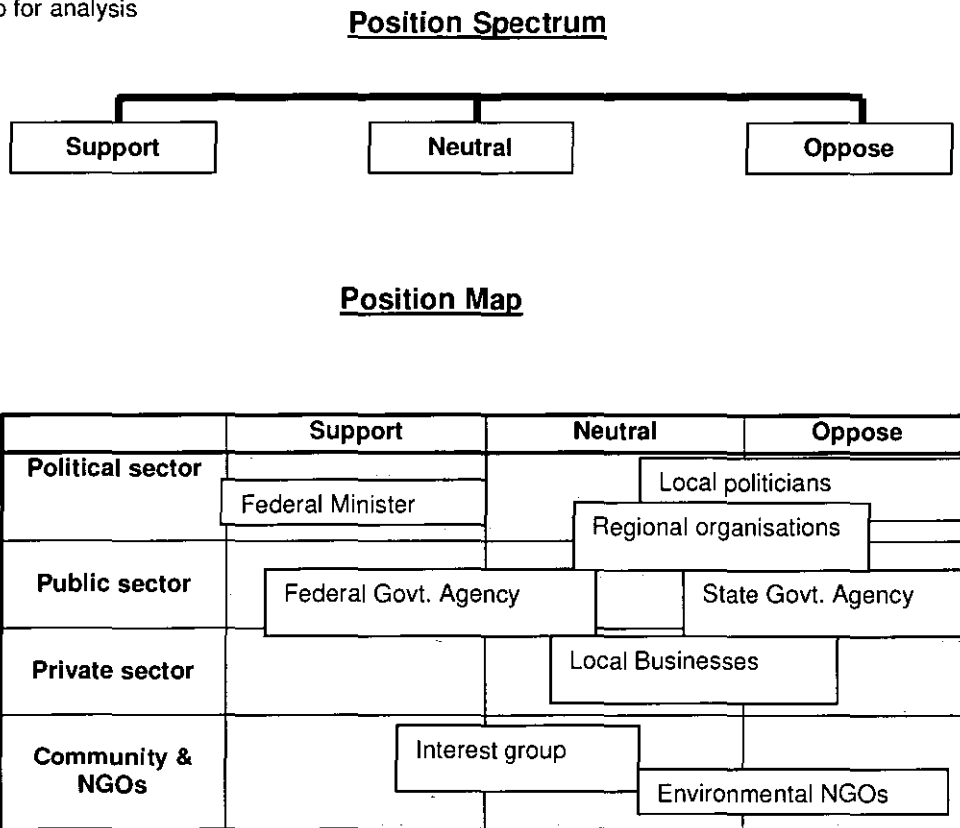 for analysis
Position Spectrum
Support Neutral Oppose
Position Map
Support Neutral Oppose
Political sector
Local politicians
Federal Minister
Regional organisations
Public sector
Federal Govt. Agency
State Govt. Agency
Private sector
Local Businesses
Community &
NGOs
Interest group
Environmental NGOs